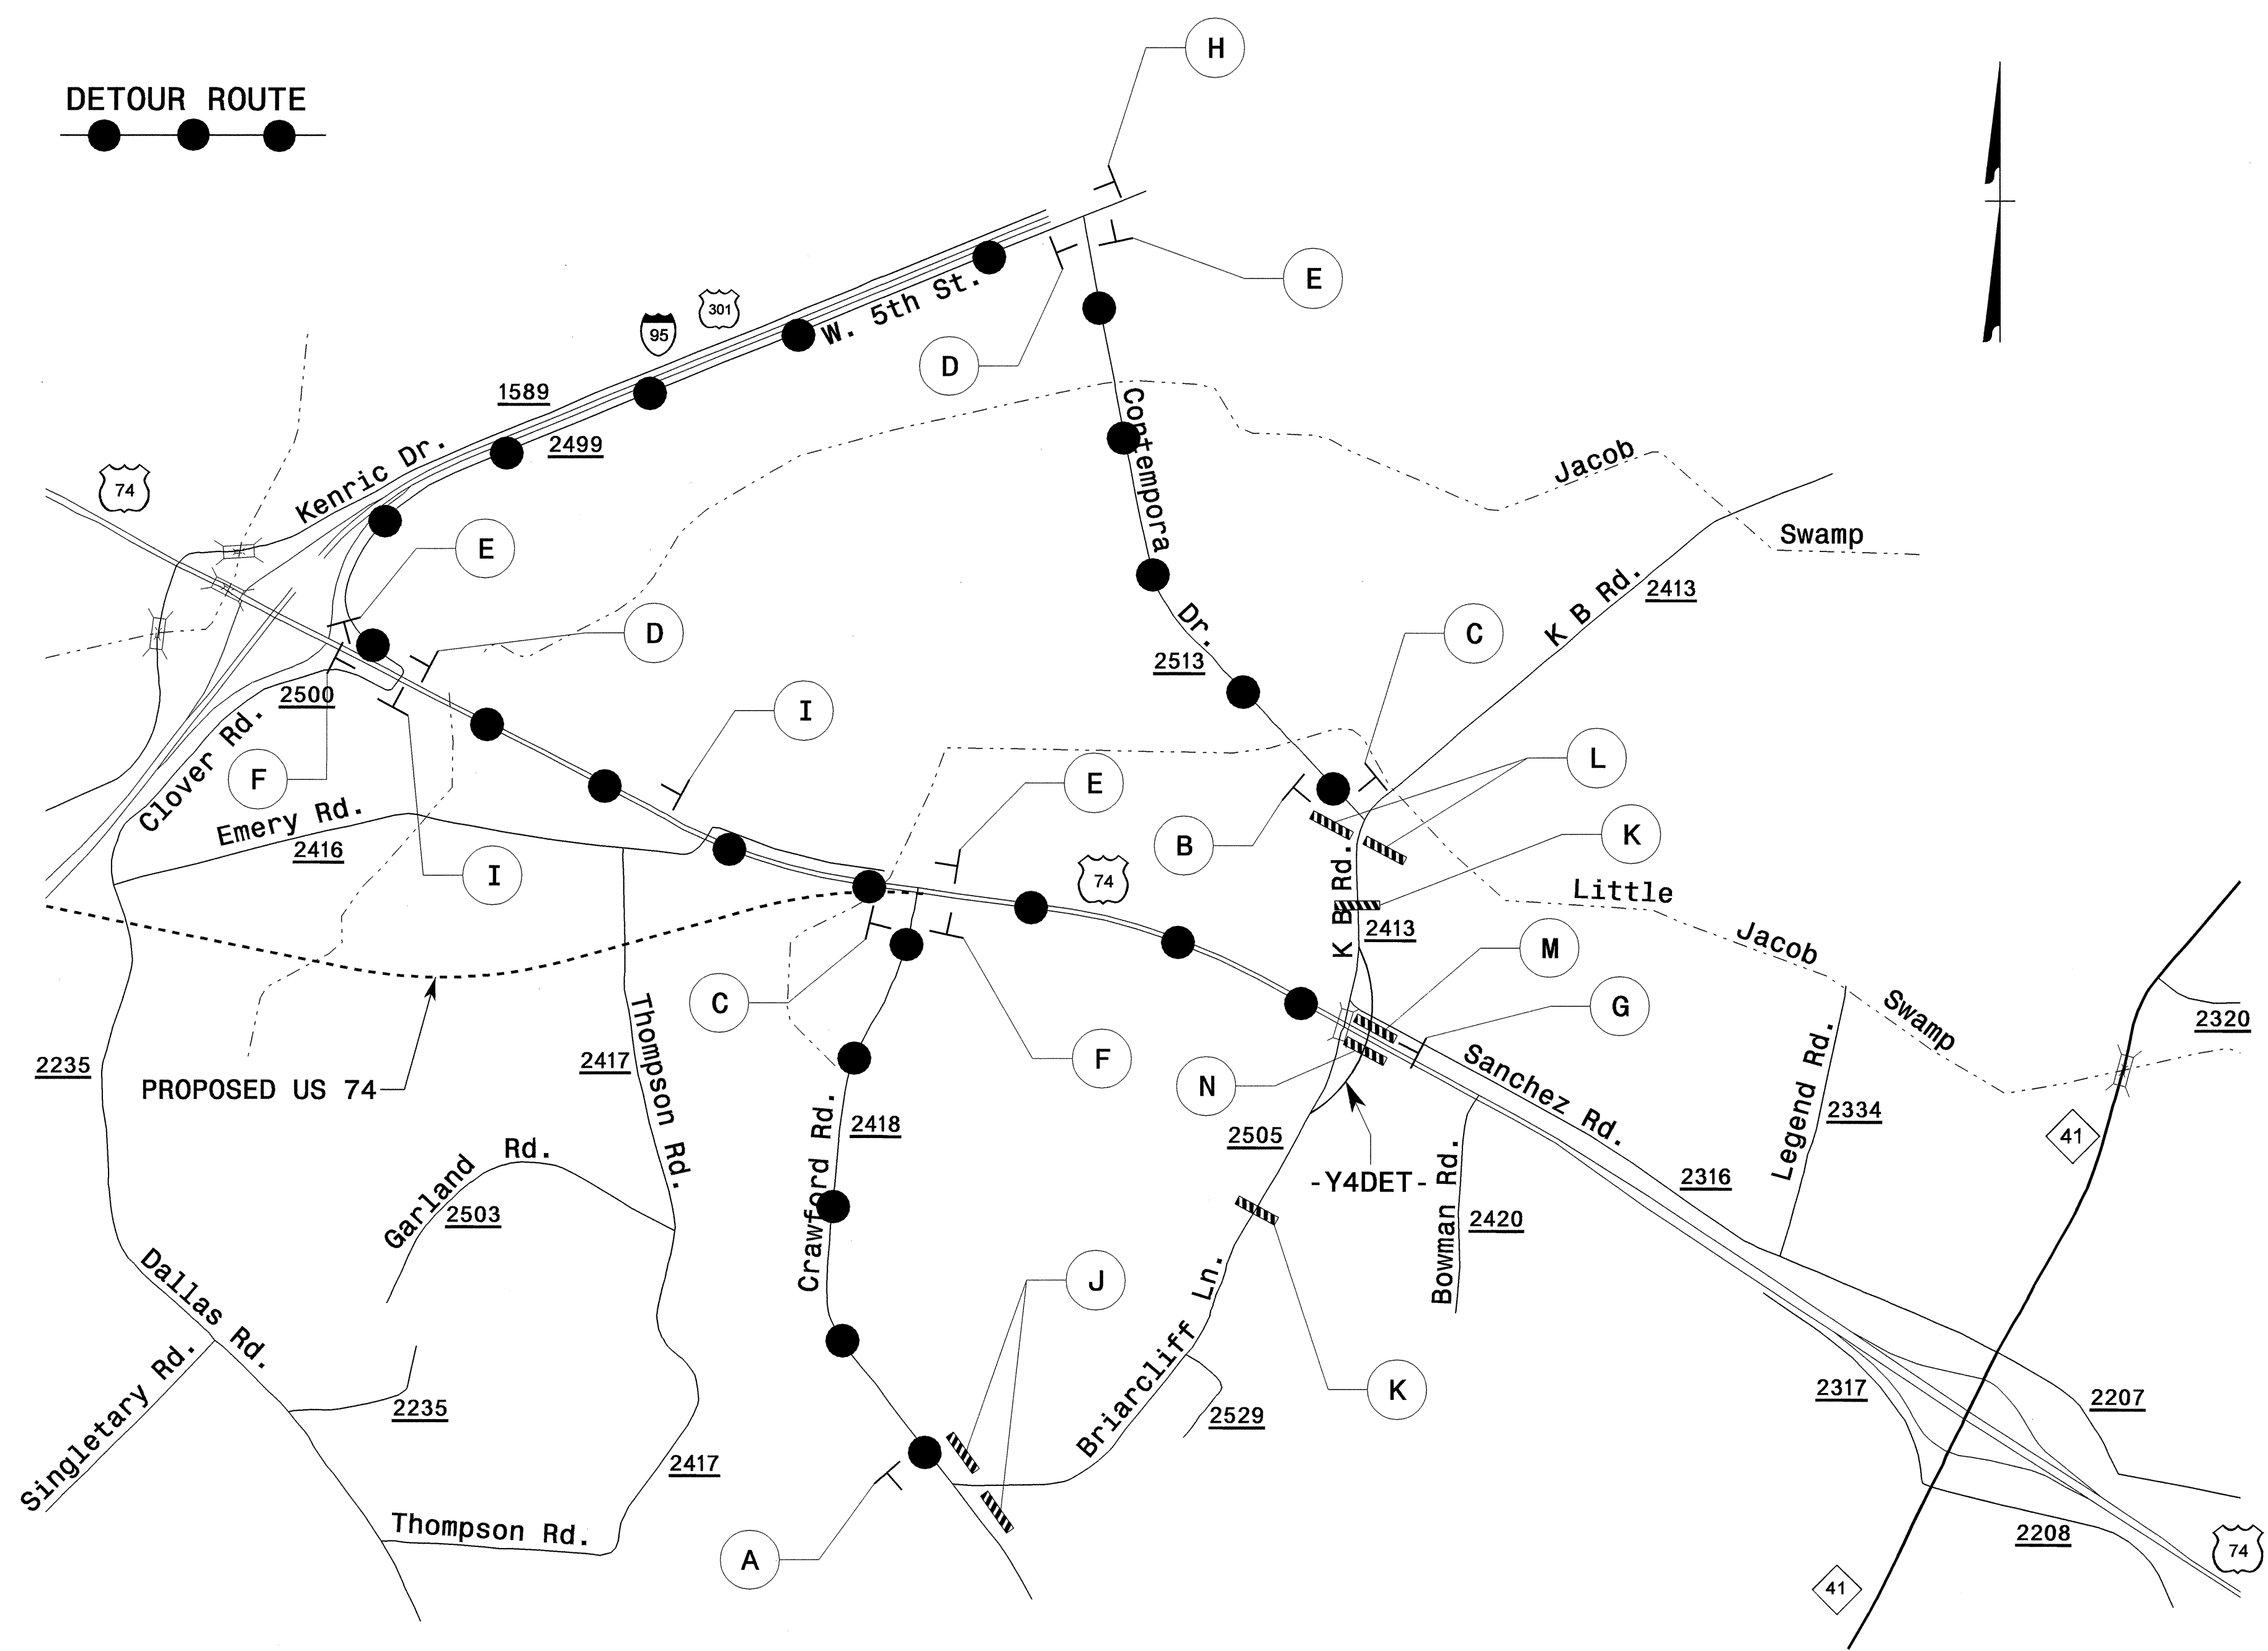 H
DETOUR ROUTE
E
301
95
W. 5th St.
D
1589
2499
Kenric Dr.
Contempora
Jacob
74
Swamp
E
D
K B Rd.
2413
C
Dr.
2513
2500
I
Clover Rd.
F
L
E
B
K
Emery Rd.
2416
I
74
K B Rd.
2413
Little
Jacob
M
C
F
G
Swamp
2320
Thompson Rd.
2417
2235
PROPOSED US 74
N
Sanchez Rd.
Legend Rd.
2334
41
Crawford Rd.
2418
2505
-Y4DET-
Bowman Rd.
2420
2316
Garland Rd.
2503
Dallas Rd.
J
Briarcliff Ln.
K
2529
2317
2207
Singletary Rd.
2235
2417
Thompson Rd.
A
2208
74
41